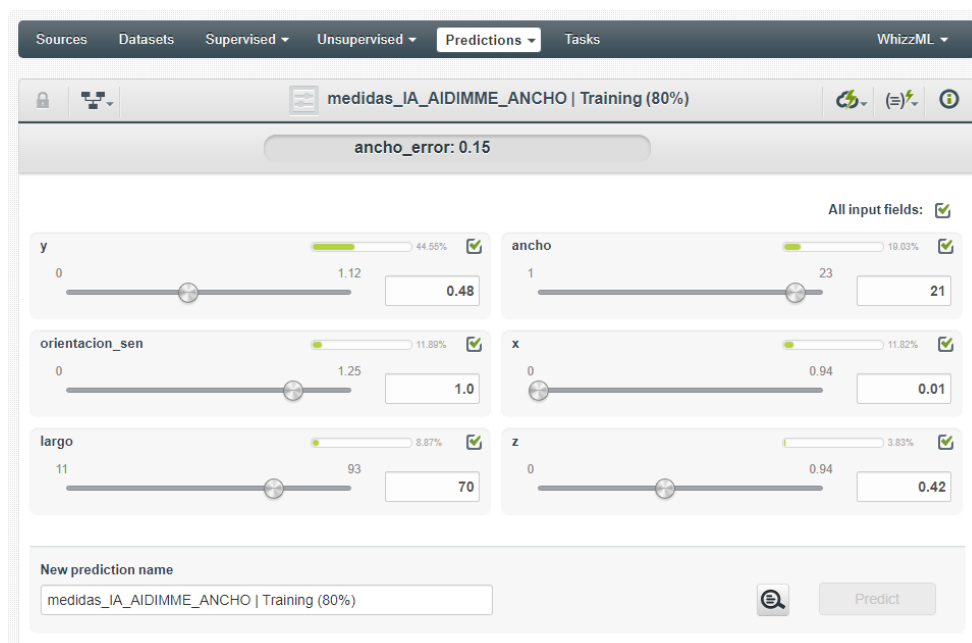 Sources Datasets Supervised Unsupervised Predictions Tasks WhizzML
medidas_IA_AIDIMME_ANCHO | Training (80%)
ancho_error: 0.15
All input fields:
y 44.55% ancho 19.03%
0 1.12 0.48 1 23 21
orientacion_sen 11.89% x 11.82%
0 1.25 1.0 0 0.94 0.01
largo 8.87% z 3.83%
11 93 70 0 0.94 0.42
New prediction name
medidas_IA_AIDIMME_ANCHO | Training (80%) Predict